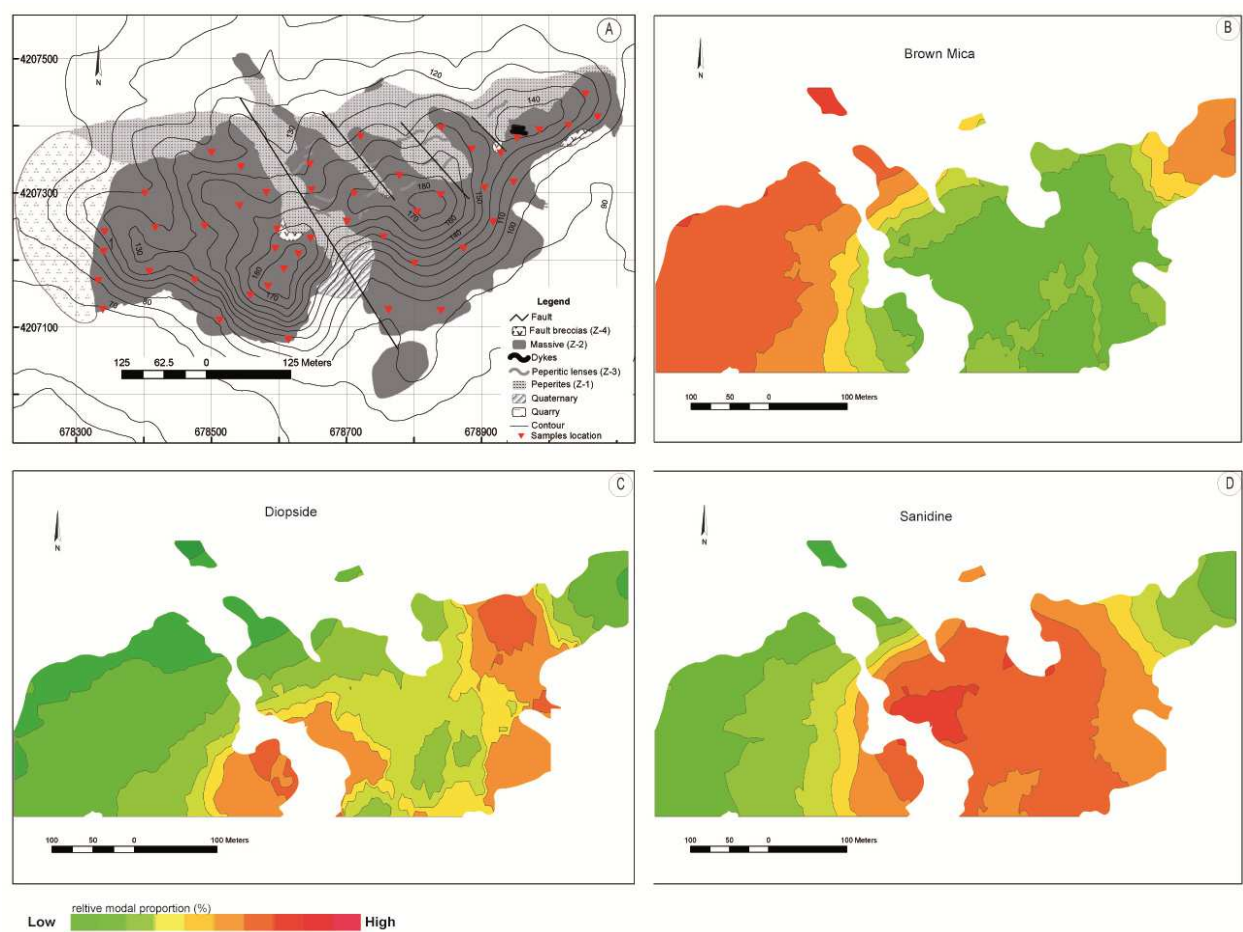 A
4207500
4207300
4207100
N
120
140
130
180
150
110
100
90
170
160
140
130
180
170
78
80
125 62.5 0 125 Meters
678300 678500 678700 678900
Legend
Fault
Fault breccias (Z-4)
Massive (Z-2)
Dykes
Peperitic lenses (Z-3)
Peperites (Z-1)
Quaternary
Quarry
Contour
Samples location
B
Brown Mica
N
100 50 0 100 Meters
C
Diopside
N
100 50 0 100 Meters
D
Sanidine
N
100 50 0 100 Meters
reltive modal proportion (%)
Low High